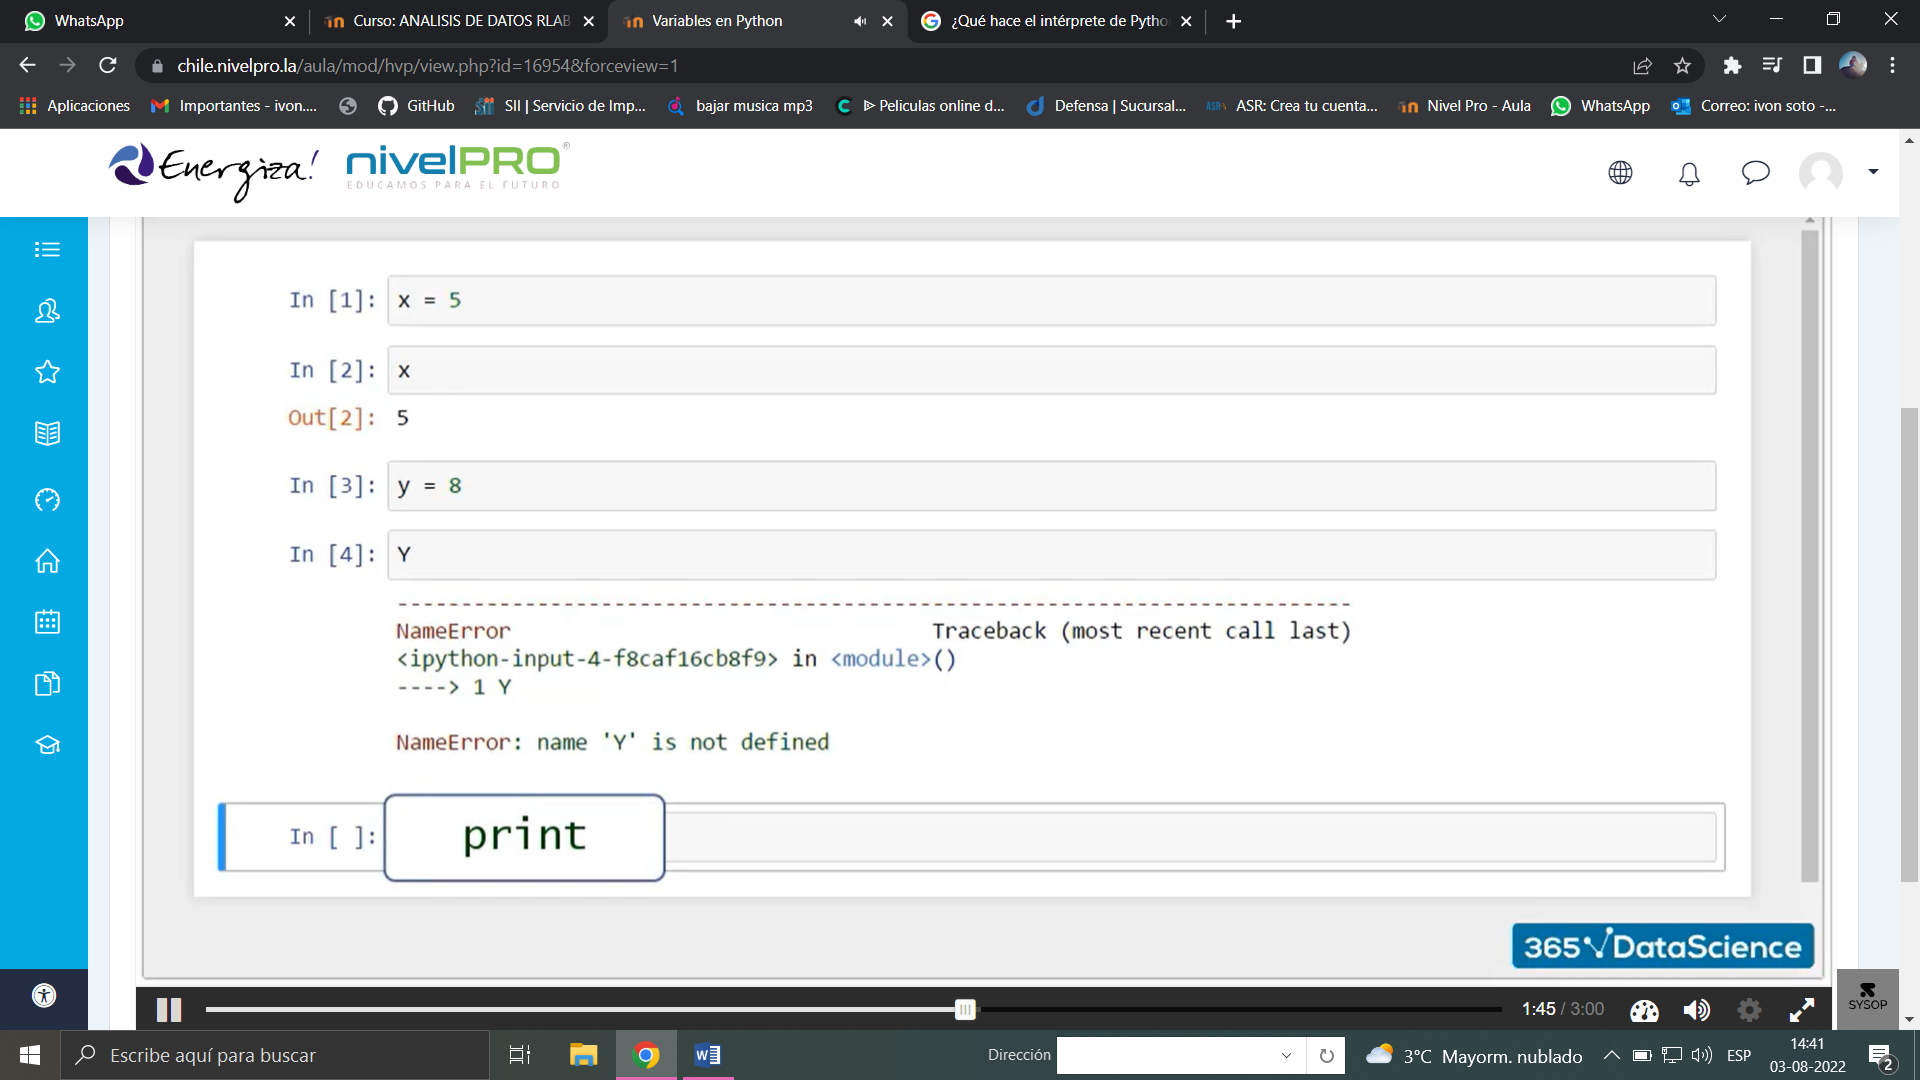 WhatsApp
Curso: ANALISIS DE DATOS RLAB
Variables en Python
¿Qué hace el intérprete de Pytho
chile.nivelpro.la/aula/mod/hvp/view.php?id=16954&forceview=1
Aplicaciones
Importantes - ivon....
GitHub
SII | Servicio de Imp...
bajar musica mp3
Peliculas online d...
Defensa | Sucursal...
ASR: Crea tu cuenta...
Nivel Pro - Aula
WhatsApp
Correo: ivon soto -...
Energiza!
nivelPRO®
EDUCAMOS PARA EL FUTURO
In [1]: x = 5
In [2]: x
Out[2]: 5
In [3]: y = 8
In [4]: Y
---------------------------------------------------------------------------
NameError Traceback (most recent call last)
<ipython-input-4-f8caf16cb8f9> in <module>()
----> 1 Y
NameError: name 'Y' is not defined
In [ ]: print
365 DataScience
1:45 / 3:00
SYSOP
Escribe aquí para buscar
Dirección
3°C Mayorm. nublado
ESP
14:41
03-08-2022
2